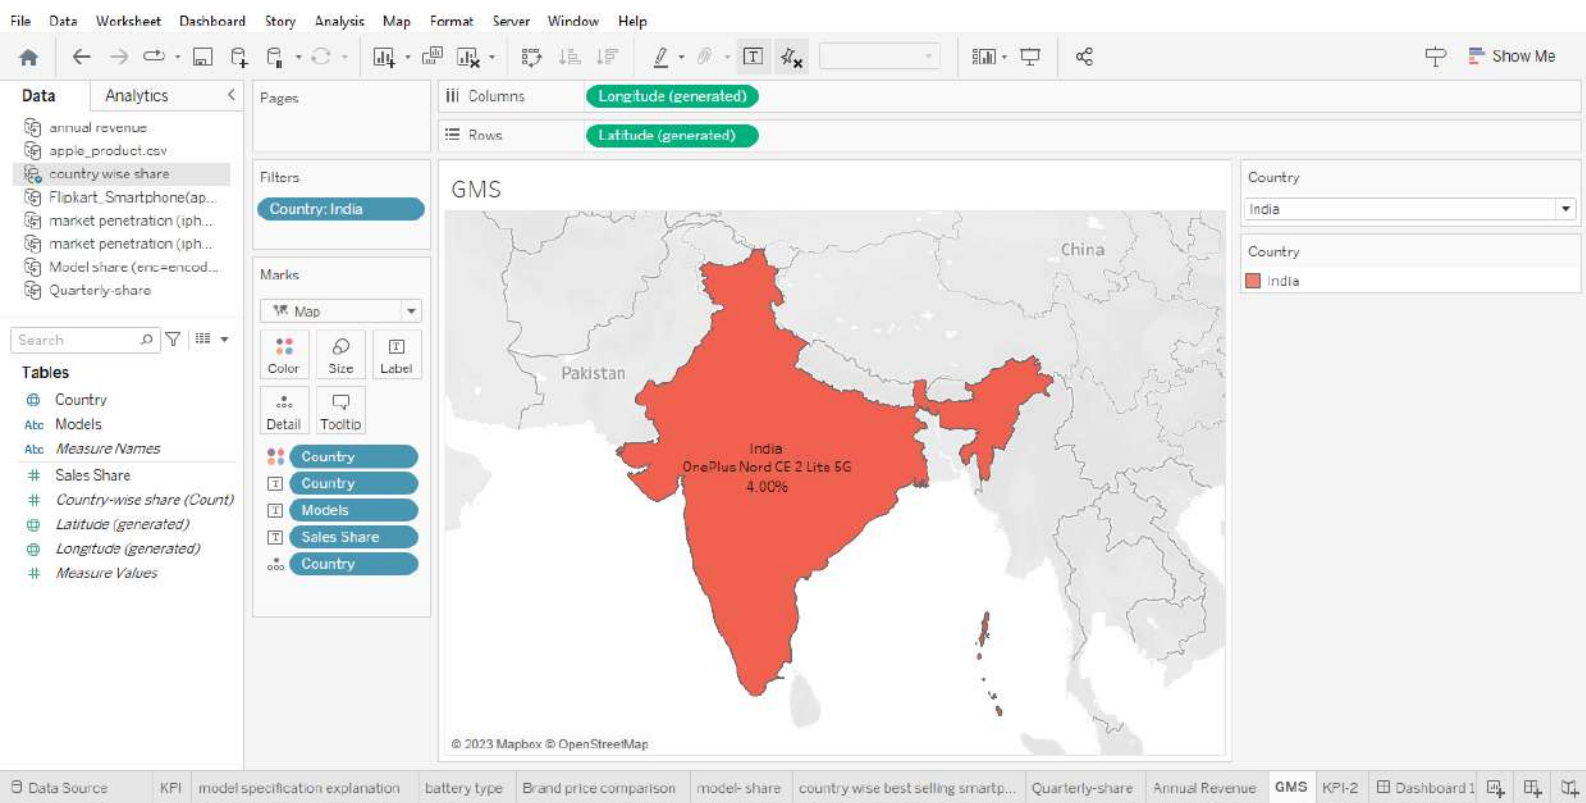 File Data Worksheet Dashboard Story Analysis Map Format Server Window Help
Show Me
Data Analytics
annual revenue
apple_product.csv
country wise share
Flipkart_Smartphone(ap...
market penetration (iph...
market penetration (iph...
Model share (enc=encod...
Quarterly-share
Search
Tables
Country
Abc Models
Abc Measure Names
# Sales Share
# Country-wise share (Count)
Latitude (generated)
Longitude (generated)
# Measure Values
Pages
Filters
Country: India
Marks
Map
Color Size Label
Detail Tooltip
Country
T Country
T Models
T Sales Share
Country
iii Columns Longitude (generated)
Rows Latitude (generated)
GMS
China
Pakistan
India
OnePlus Nord CE 2 Lite 5G
4.00%
© 2023 Mapbox © OpenStreetMap
Country
India
Country
India
Data Source KPI model specification explanation battery type Brand price comparison model- share country wise best selling smartp... Quarterly-share Annual Revenue GMS KPI-2 Dashboard 1